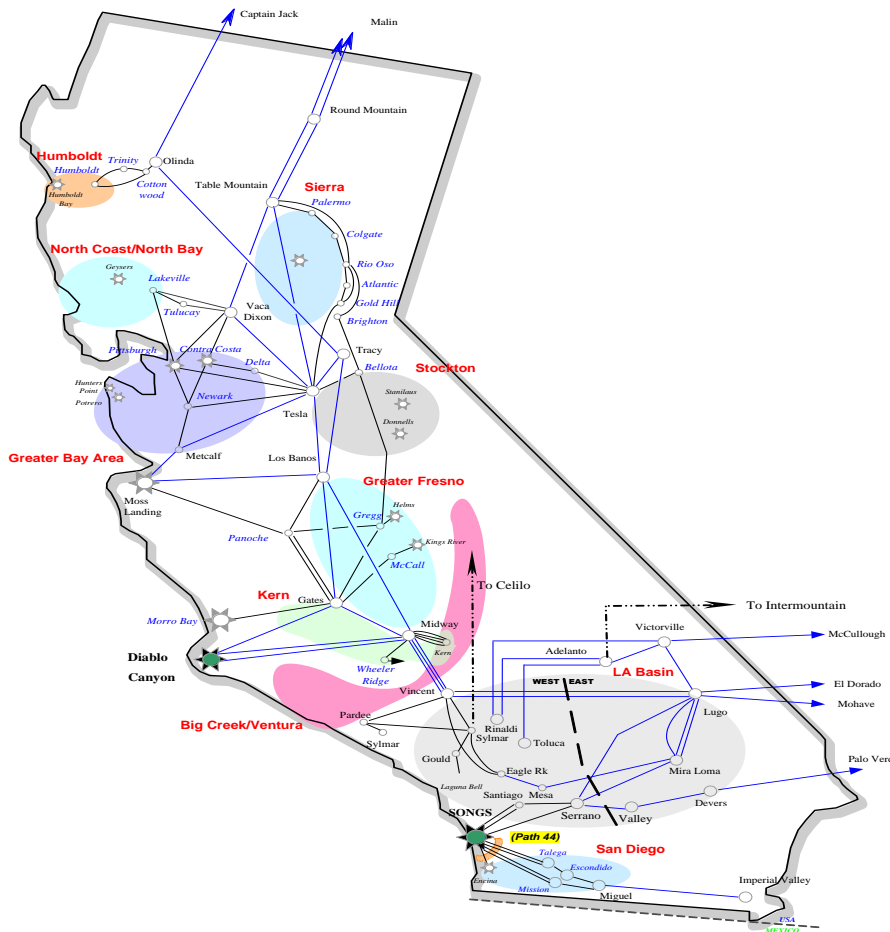 Captain Jack
Malin
Round Mountain
Humboldt
Trinity
Olinda
Humboldt
Humboldt
Bay
Cotton
wood
Table Mountain
Sierra
Palermo
Colgate
North Coast/North Bay
Geysers
Lakeville
Rio Oso
Atlantic
Tulucay
Vaca
Dixon
Gold Hill
Brighton
Pittsburgh
Contra Costa
Tracy
Delta
Bellota
Stockton
Hunters
Point
Potrero
Newark
Stanilaus
Tesla
Donnells
Metcalf
Greater Bay Area
Los Banos
Moss
Landing
Greater Fresno
Helms
Gregg
Panoche
Kings River
McCall
To Celilo
Kern
Gates
To Intermountain
Morro Bay
Midway
Victorville
McCullough
Kern
Adelanto
Diablo
Canyon
Wheeler
Ridge
LA Basin
WEST
EAST
El Dorado
Vincent
Mohave
Lugo
Big Creek/Ventura
Pardee
Rinaldi
Sylmar
Sylmar
Toluca
Gould
Palo Verd
Mira Loma
Eagle Rk
Laguna Bell
Mesa
Devers
Santiago
SONGS
Serrano
Valley
(Path 44)
San Diego
Talega
Escondido
Encina
Mission
Miguel
Imperial Valley
USA
MEXICO